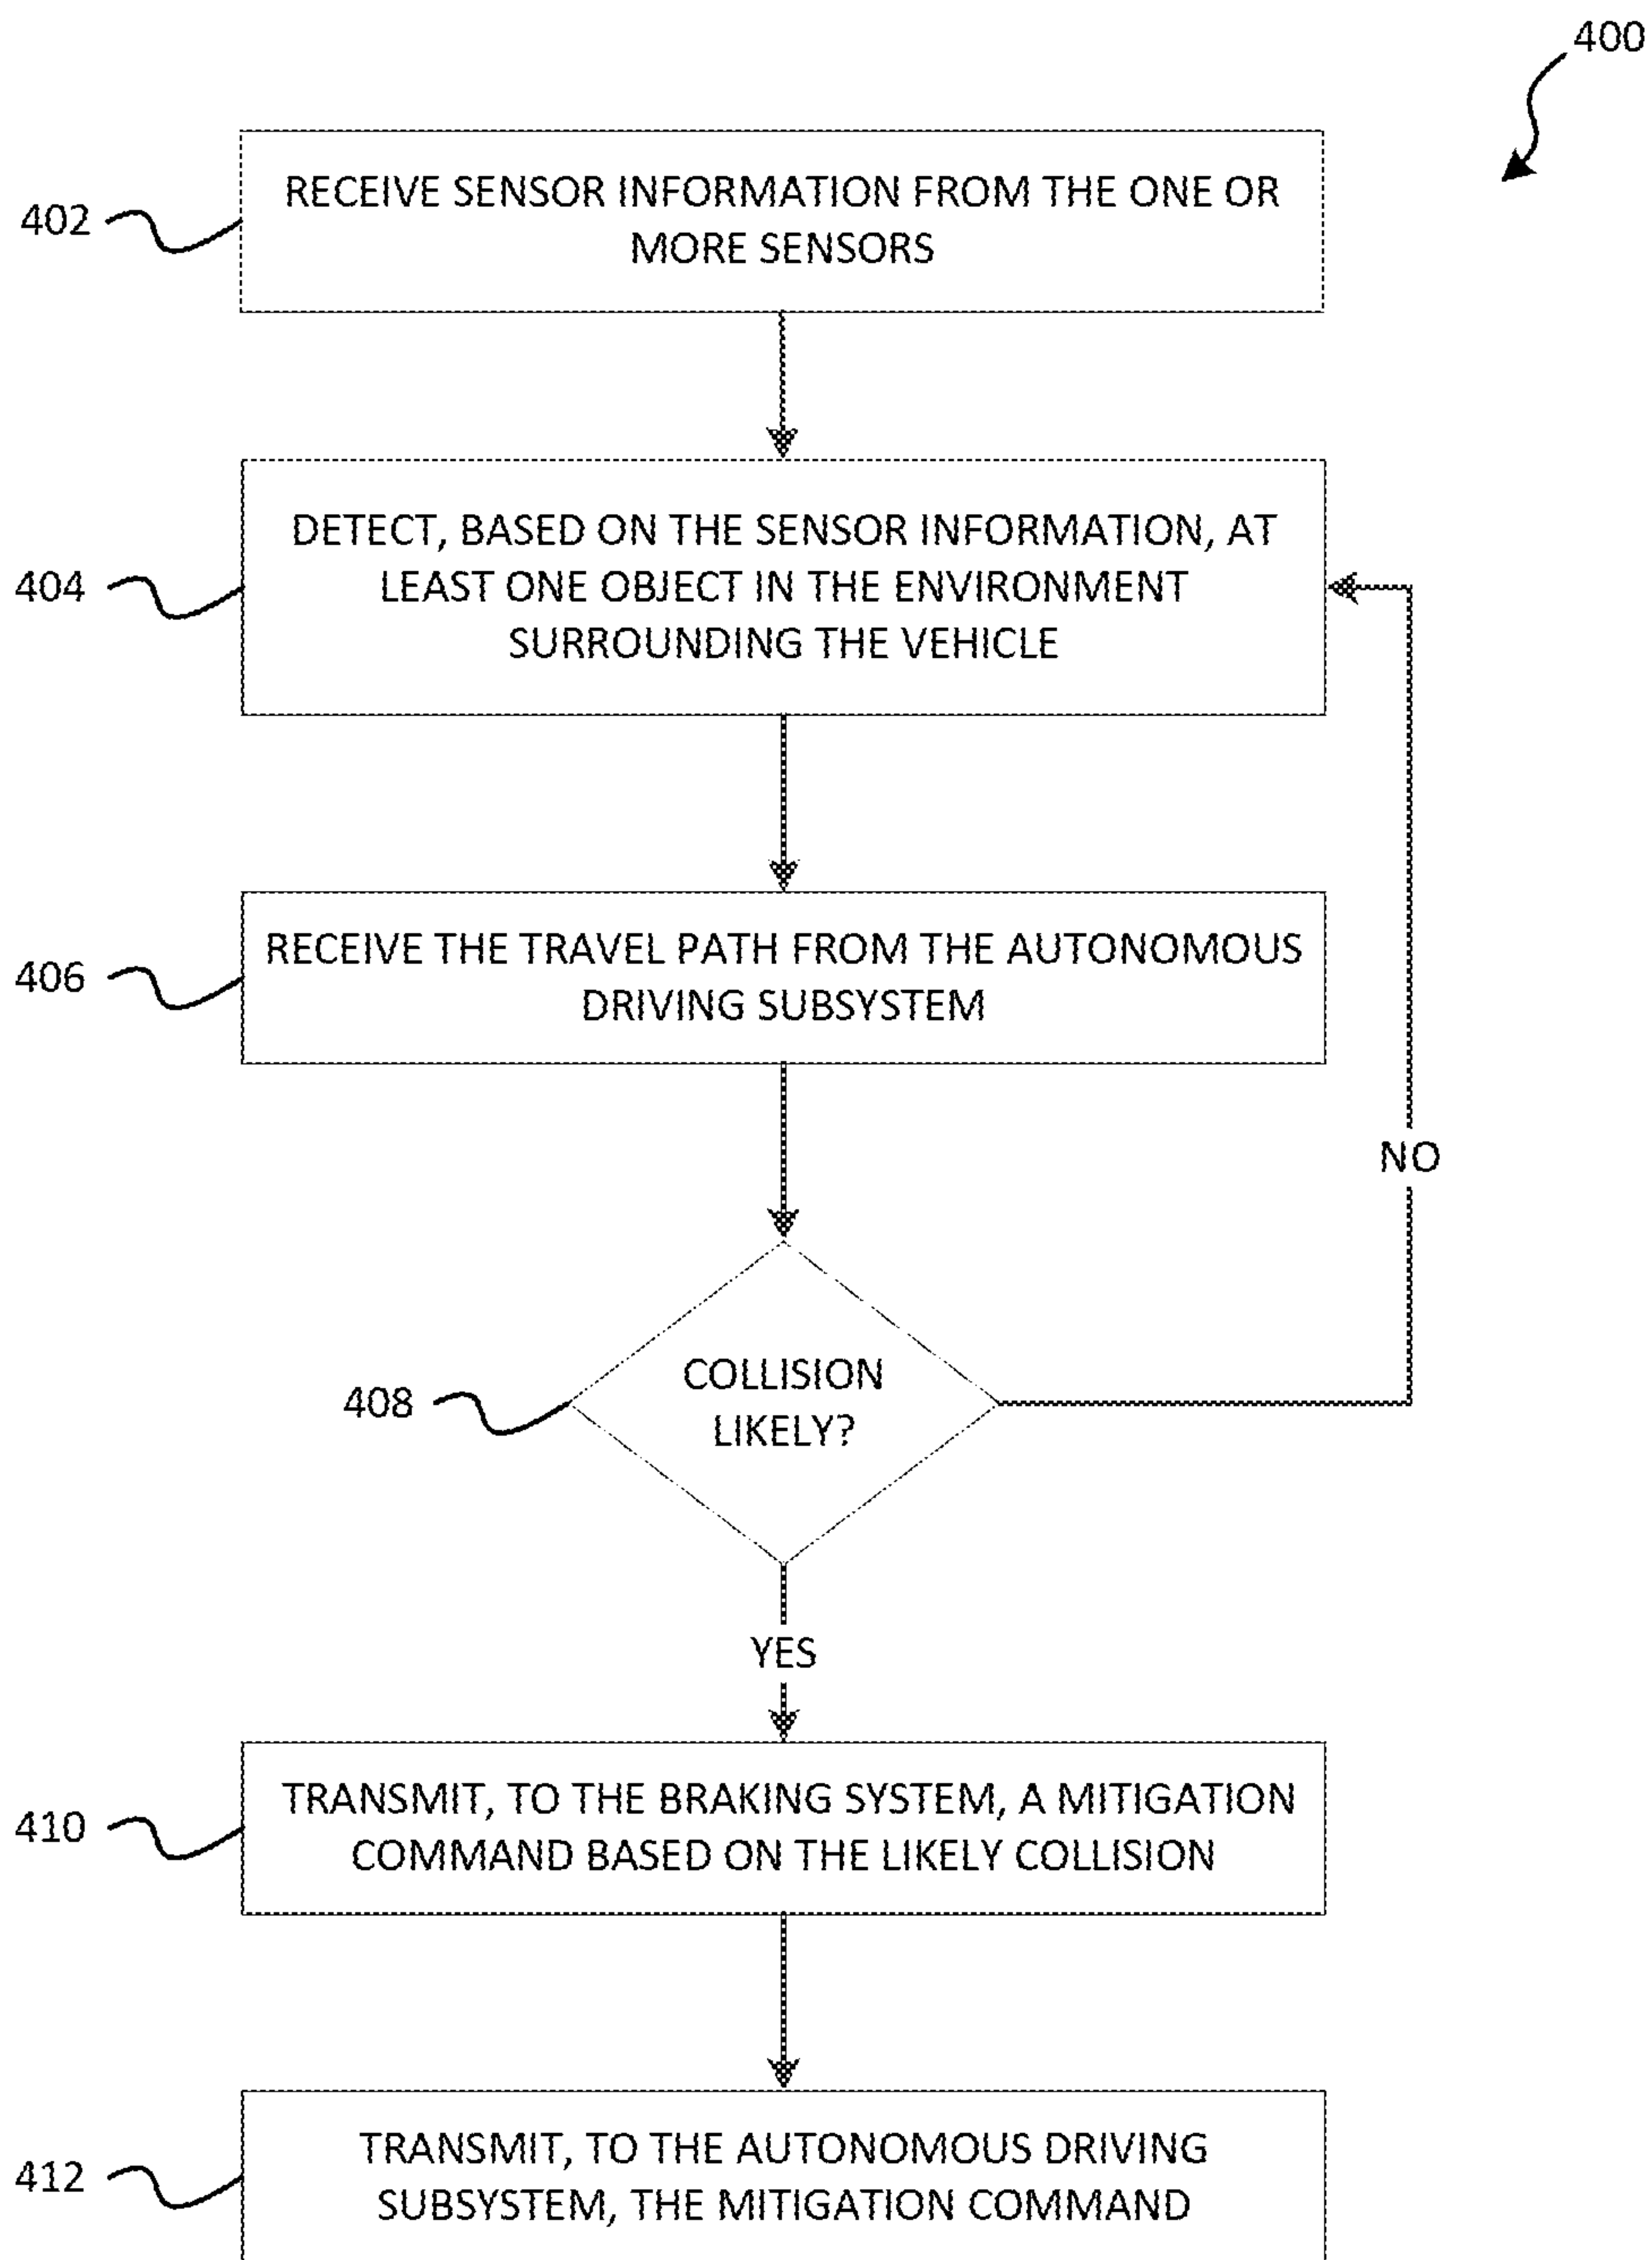 400
402
RECEIVE SENSOR INFORMATION FROM THE ONE OR
MORE SENSORS
404
DETECT, BASED ON THE SENSOR INFORMATION, AT
LEAST ONE OBJECT IN THE ENVIRONMENT
SURROUNDING THE VEHICLE
406
RECEIVE THE TRAVEL PATH FROM THE AUTONOMOUS
DRIVING SUBSYSTEM
NO
408
COLLISION
LIKELY?
YES
410
TRANSMIT, TO THE BRAKING SYSTEM, A MITIGATION
COMMAND BASED ON THE LIKELY COLLISION
412
TRANSMIT, TO THE AUTONOMOUS DRIVING
SUBSYSTEM, THE MITIGATION COMMAND